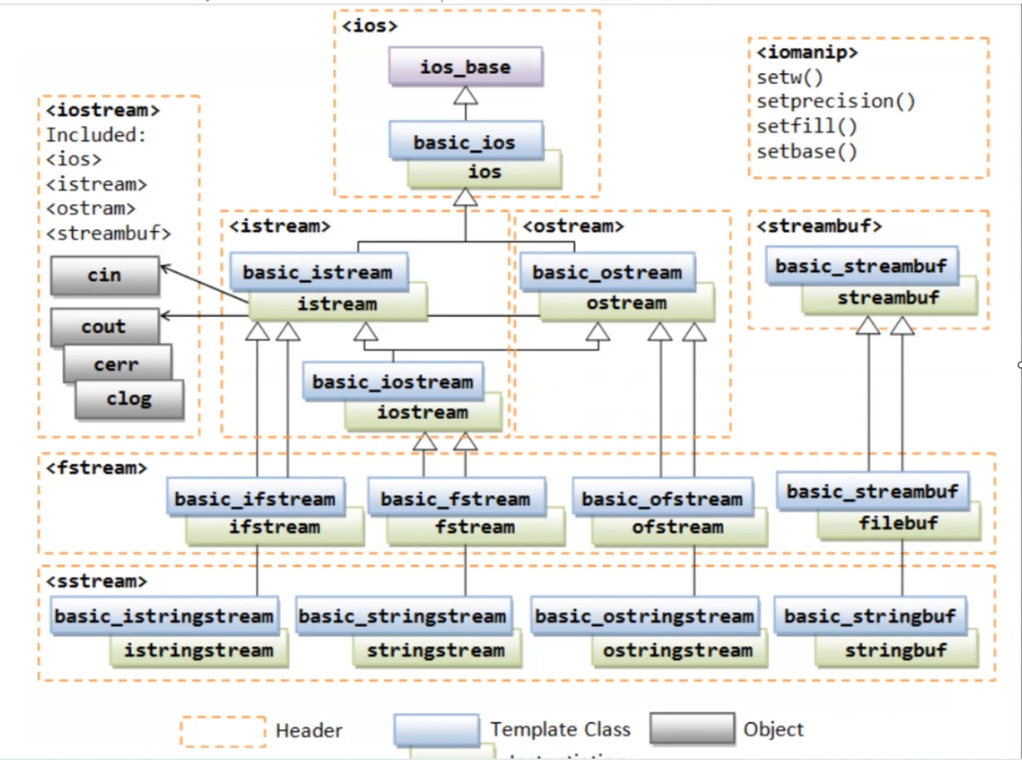 <ios>
ios_base
basic_ios
ios
<iomanip>
setw()
setprecision()
setfill()
setbase()
<iostream>
Included:
<ios>
<istream>
<ostram>
<streambuf>
cin
cout
cerr
clog
<istream>
basic_istream
istream
<ostream>
basic_ostream
ostream
basic_iostream
iostream
<streambuf>
basic_streambuf
streambuf
<fstream>
basic_ifstream
ifstream
basic_fstream
fstream
basic_ofstream
ofstream
basic_streambuf
filebuf
<sstream>
basic_istringstream
istringstream
basic_stringstream
stringstream
basic_ostringstream
ostringstream
basic_stringbuf
stringbuf
Header
Template Class
Object